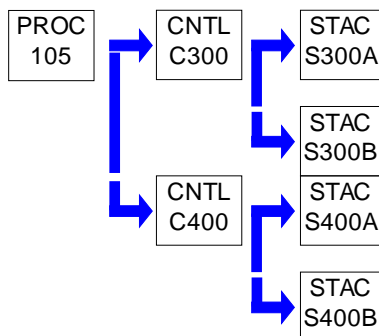 PROC
105
CNTL
C300
STAC
S300A
STAC
S300B
CNTL
C400
STAC
S400A
STAC
S400B